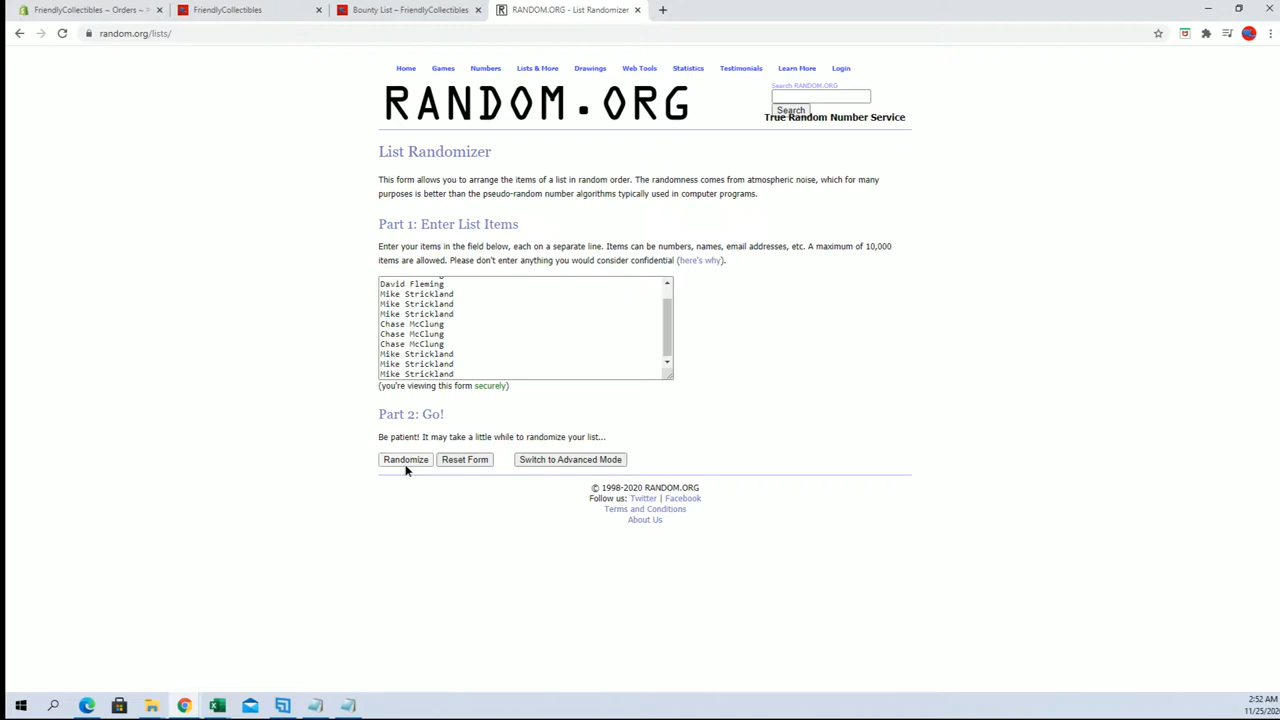 FriendlyCollectibles ~ Orders ~
FriendlyCollectibles
Bounty List – FriendlyCollectibles
RANDOM.ORG - List Randomizer
random.org/lists/
Home Games Numbers Lists & More Drawings Web Tools Statistics Testimonials Learn More Login
RANDOM.ORG
Search RANDOM.ORG
Search
True Random Number Service
List Randomizer
This form allows you to arrange the items of a list in random order. The randomness comes from atmospheric noise, which for many
purposes is better than the pseudo-random number algorithms typically used in computer programs.
Part 1: Enter List Items
Enter your items in the field below, each on a separate line. Items can be numbers, names, email addresses, etc. A maximum of 10,000
items are allowed. Please don't enter anything you would consider confidential (here's why).
David Fleming
Mike Strickland
Mike Strickland
Mike Strickland
Chase McClung
Chase McClung
Chase McClung
Mike Strickland
Mike Strickland
Mike Strickland
(you're viewing this form securely)
Part 2: Go!
Be patient! It may take a little while to randomize your list...
Randomize Reset Form Switch to Advanced Mode
© 1998-2020 RANDOM.ORG
Follow us: Twitter | Facebook
Terms and Conditions
About Us
2:52 AM